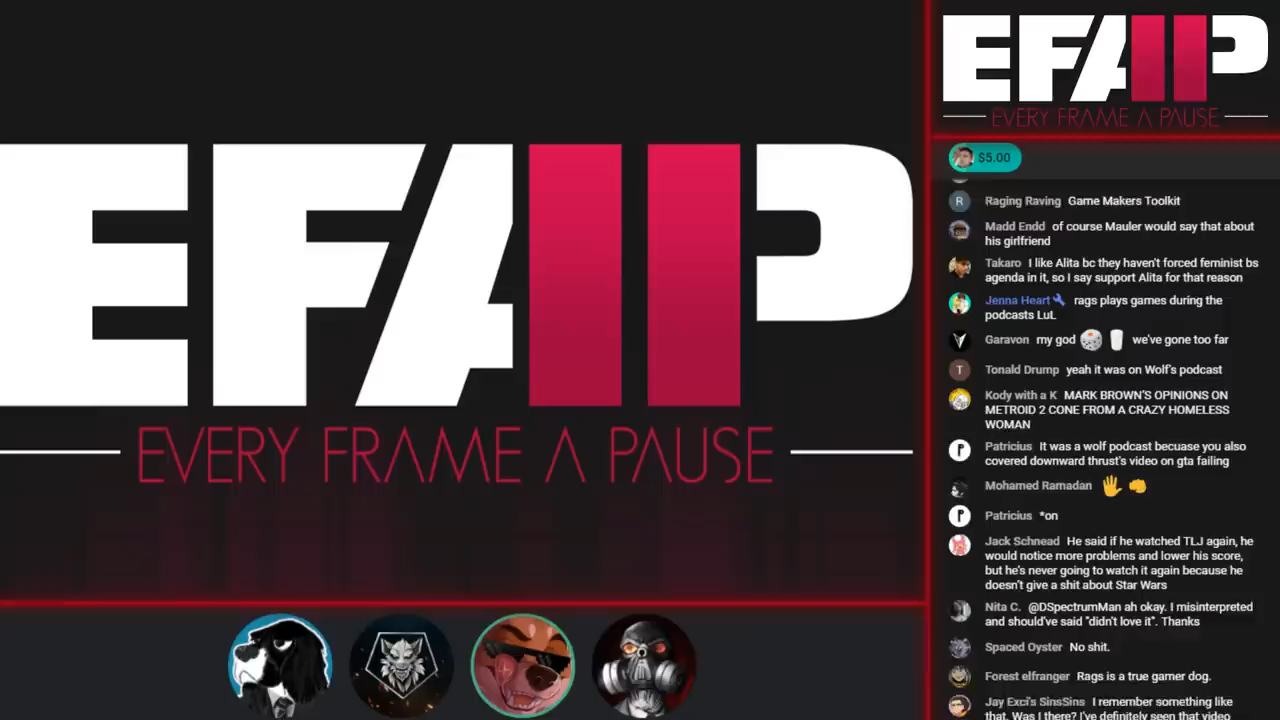 EFAP
EVERY FRAME A PAUSE
EFAP
EVERY FRAME A PAUSE
$5.00
R
Raging Raving Game Makers Toolkit
Madd Endd of course Mauler would say that about
his girlfriend
Takaro I like Alita bc they haven't forced feminist bs
agenda in it, so I say support Alita for that reason
Jenna Heart rags plays games during the
podcasts LuL
Garavon my god 🍪🥛 we've gone too far
T
Tonald Drump yeah it was on Wolf's podcast
Kody with a K MARK BROWN'S OPINIONS ON
METROID 2 CONE FROM A CRAZY HOMELESS
WOMAN
Patricius It was a wolf podcast becuase you also
covered downward thrust's video on gta failing
Mohamed Ramadan 🖐👊
Patricius *on
Jack Schnead He said if he watched TLJ again, he
would notice more problems and lower his score,
but he's never going to watch it again because he
doesn't give a shit about Star Wars
Nita C. @DSpectrumMan ah okay. I misinterpreted
and should've said "didn't love it". Thanks
Spaced Oyster No shit.
Forest elfranger Rags is a true gamer dog.
Jay Exci's SinsSins I remember something like
that. Was I there? I've definitely seen that video